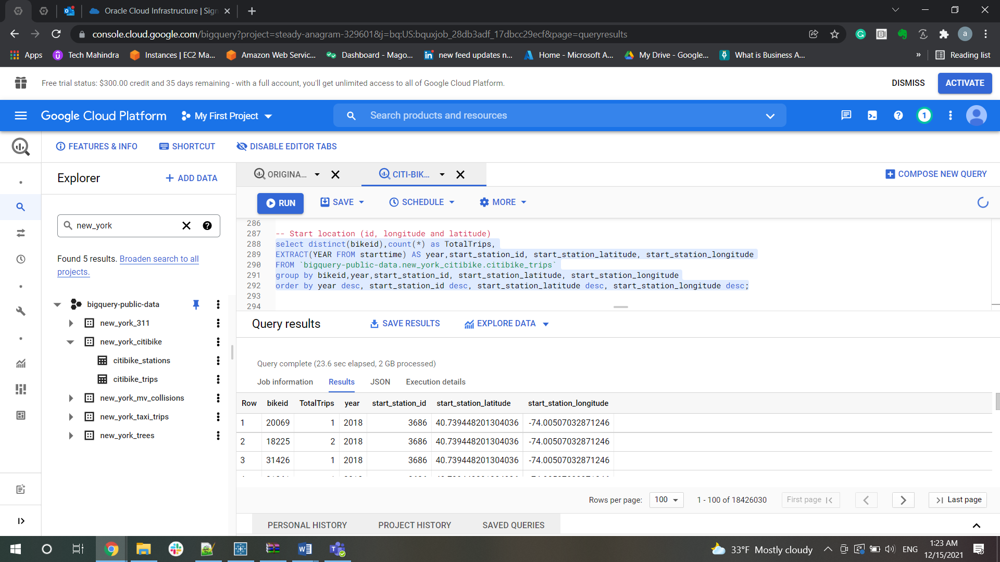 Oracle Cloud Infrastructure | Sign
console.cloud.google.com/bigquery?project=steady-anagram-329601&j=bq:US:bquxjob_28db3adf_17dbcc29ecf&page=queryresults
a
Apps
Tech Mahindra
Instances | EC2 Ma...
Amazon Web Servic...
Dashboard - Mago...
new feed updates n...
Home - Microsoft A...
My Drive - Google...
What is Business A...
»
Reading list
Free trial status: $300.00 credit and 35 days remaining - with a full account, you'll get unlimited access to all of Google Cloud Platform.
DISMISS
ACTIVATE
Google Cloud Platform
My First Project
Search products and resources
1
FEATURES & INFO
SHORTCUT
DISABLE EDITOR TABS
Explorer
+ ADD DATA
ORIGINA...
CITI-BIK...
COMPOSE NEW QUERY
RUN
SAVE
SCHEDULE
MORE
new_york
Found 5 results. Broaden search to all
projects.
bigquery-public-data
new_york_311
new_york_citibike
citibike_stations
citibike_trips
new_york_mv_collisions
new_york_taxi_trips
new_york_trees
286
287 -- Start location (id, longitude and latitude)
288 select distinct(bikeid),count(*) as TotalTrips,
289 EXTRACT(YEAR FROM starttime) AS year,start_station_id, start_station_latitude, start_station_longitude
290 FROM `bigquery-public-data.new_york_citibike.citibike_trips`
291 group by bikeid,year,start_station_id, start_station_latitude, start_station_longitude
292 order by year desc, start_station_id desc, start_station_latitude desc, start_station_longitude desc;
293
294
Query results
SAVE RESULTS
EXPLORE DATA
Query complete (23.6 sec elapsed, 2 GB processed)
Job information
Results
JSON
Execution details
Row bikeid TotalTrips year start_station_id start_station_latitude start_station_longitude
1 20069 1 2018 3686 40.739448201304036 -74.00507032871246
2 18225 2 2018 3686 40.739448201304036 -74.00507032871246
3 31426 1 2018 3686 40.739448201304036 -74.00507032871246
Rows per page: 100
1 - 100 of 18426030
First page
Last page
PERSONAL HISTORY
PROJECT HISTORY
SAVED QUERIES
33°F Mostly cloudy
ENG
1:23 AM
12/15/2021